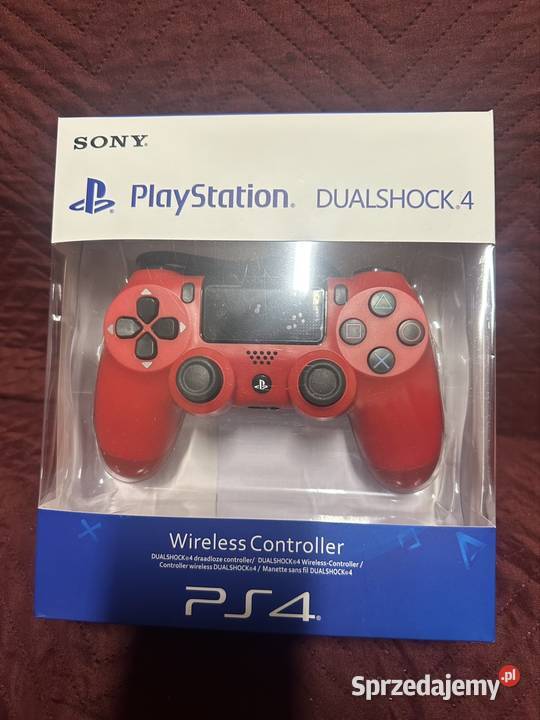 SONY®
PlayStation® DUALSHOCK®4
Wireless Controller
DUALSHOCK®4 draadloze controller/ DUALSHOCK®4 Wireless-Controller /
Controller wireless DUALSHOCK®4 / Manette sans fil DUALSHOCK®4
PS4®
Sprzedajemy.pl